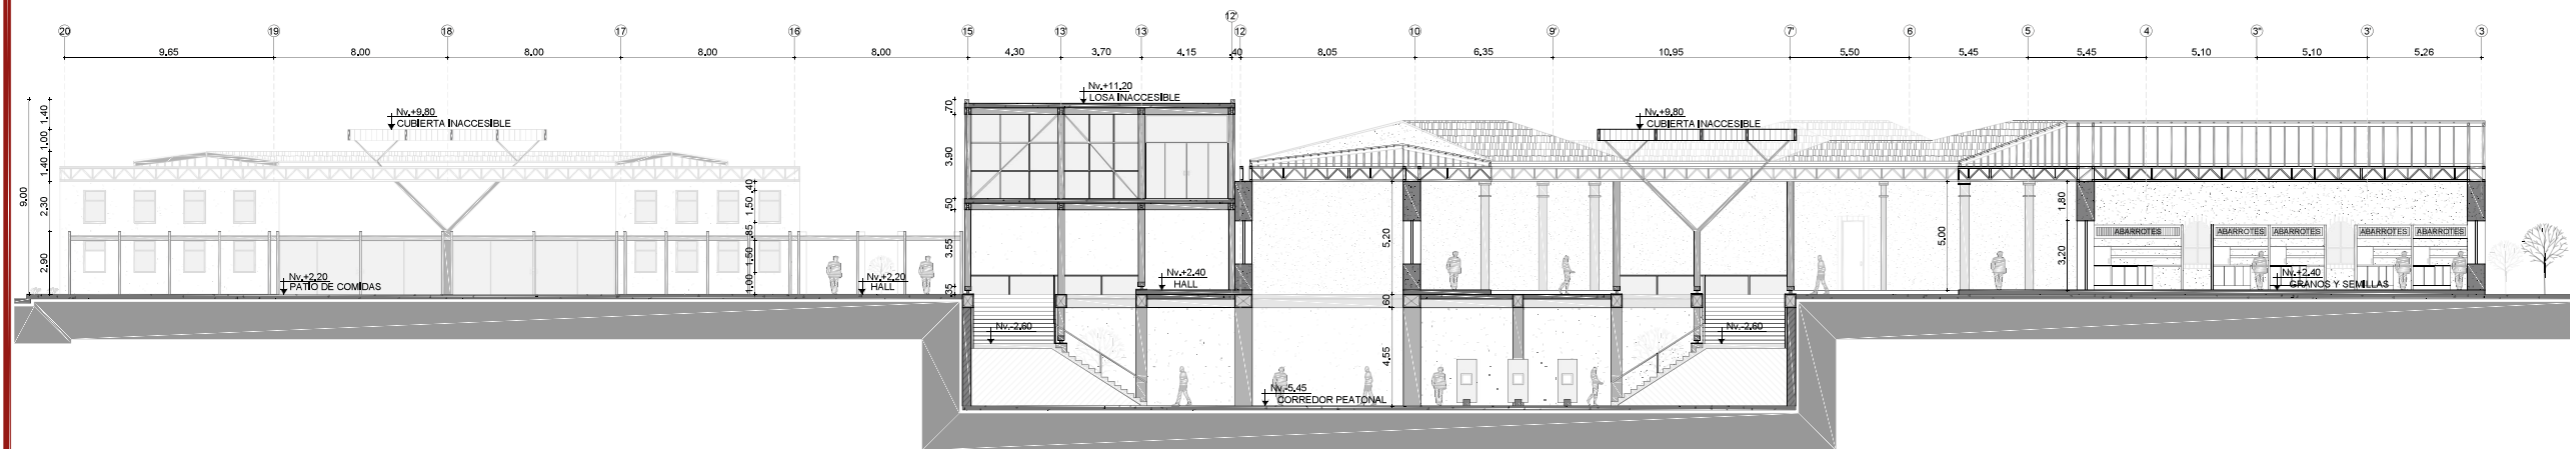 20 19 18 17 16 15 13' 13 12' 12 10 9' 7' 6 5 4 3'' 3' 3
9.65 8.00 8.00 8.00 8.00 4.30 3.70 4.15 .40 8.05 6.35 10.95 5.50 5.45 5.45 5.10 5.10 5.26
Nv.+11.20
LOSA INACCESIBLE
Nv.+9.80
CUBIERTA INACCESIBLE
Nv.+9.80
CUBIERTA INACCESIBLE
9.00
1.40
1.00
1.40
2.30
2.90
.40
1.50
.85
1.50
1.00
.70
3.90
.50
3.55
.35
5.20
.60
4.55
5.00
1.80
3.20
ABARROTES ABARROTES ABARROTES ABARROTES ABARROTES
Nv.+2.20
PATIO DE COMIDAS
Nv.+2.20
HALL
Nv.+2.40
HALL
Nv.+2.40
GRANOS Y SEMILLAS
Nv.-2.60
Nv.-2.60
Nv.-5.45
CORREDOR PEATONAL